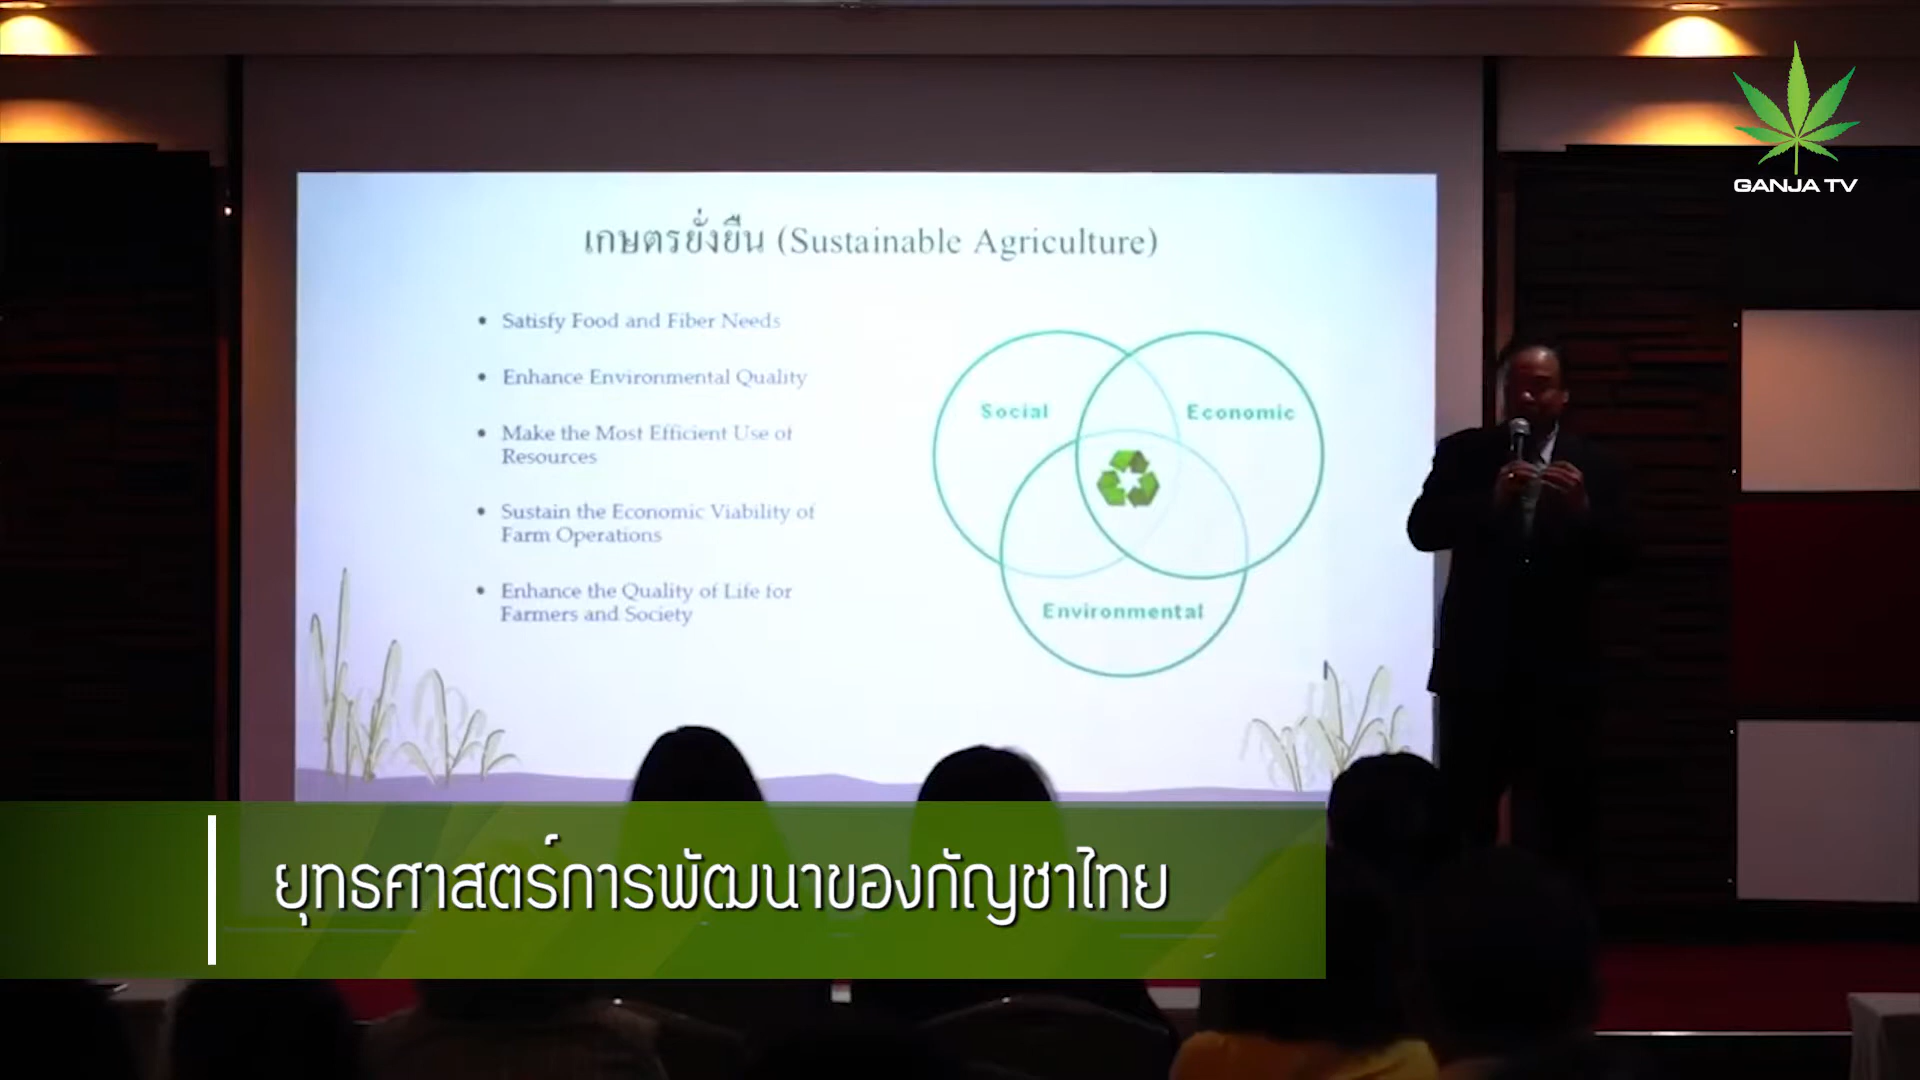 GANJA TV
เกษตรยั่งยืน (Sustainable Agriculture)
• Satisfy Food and Fiber Needs
• Enhance Environmental Quality
• Make the Most Efficient Use of
Resources
• Sustain the Economic Viability of
Farm Operations
• Enhance the Quality of Life for
Farmers and Society
Social
Economic
Environmental
ยุทธศาสตร์การพัฒนาของกัญชาไทย